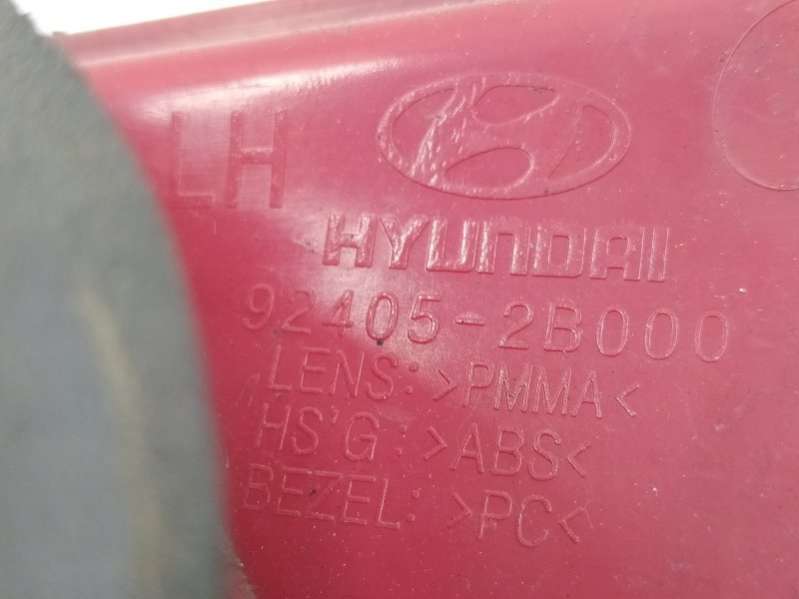 LH
HYUNDAI
92405-2B000
LENS: >PMMA<
HS'G: >ABS<
BEZEL: >PC<